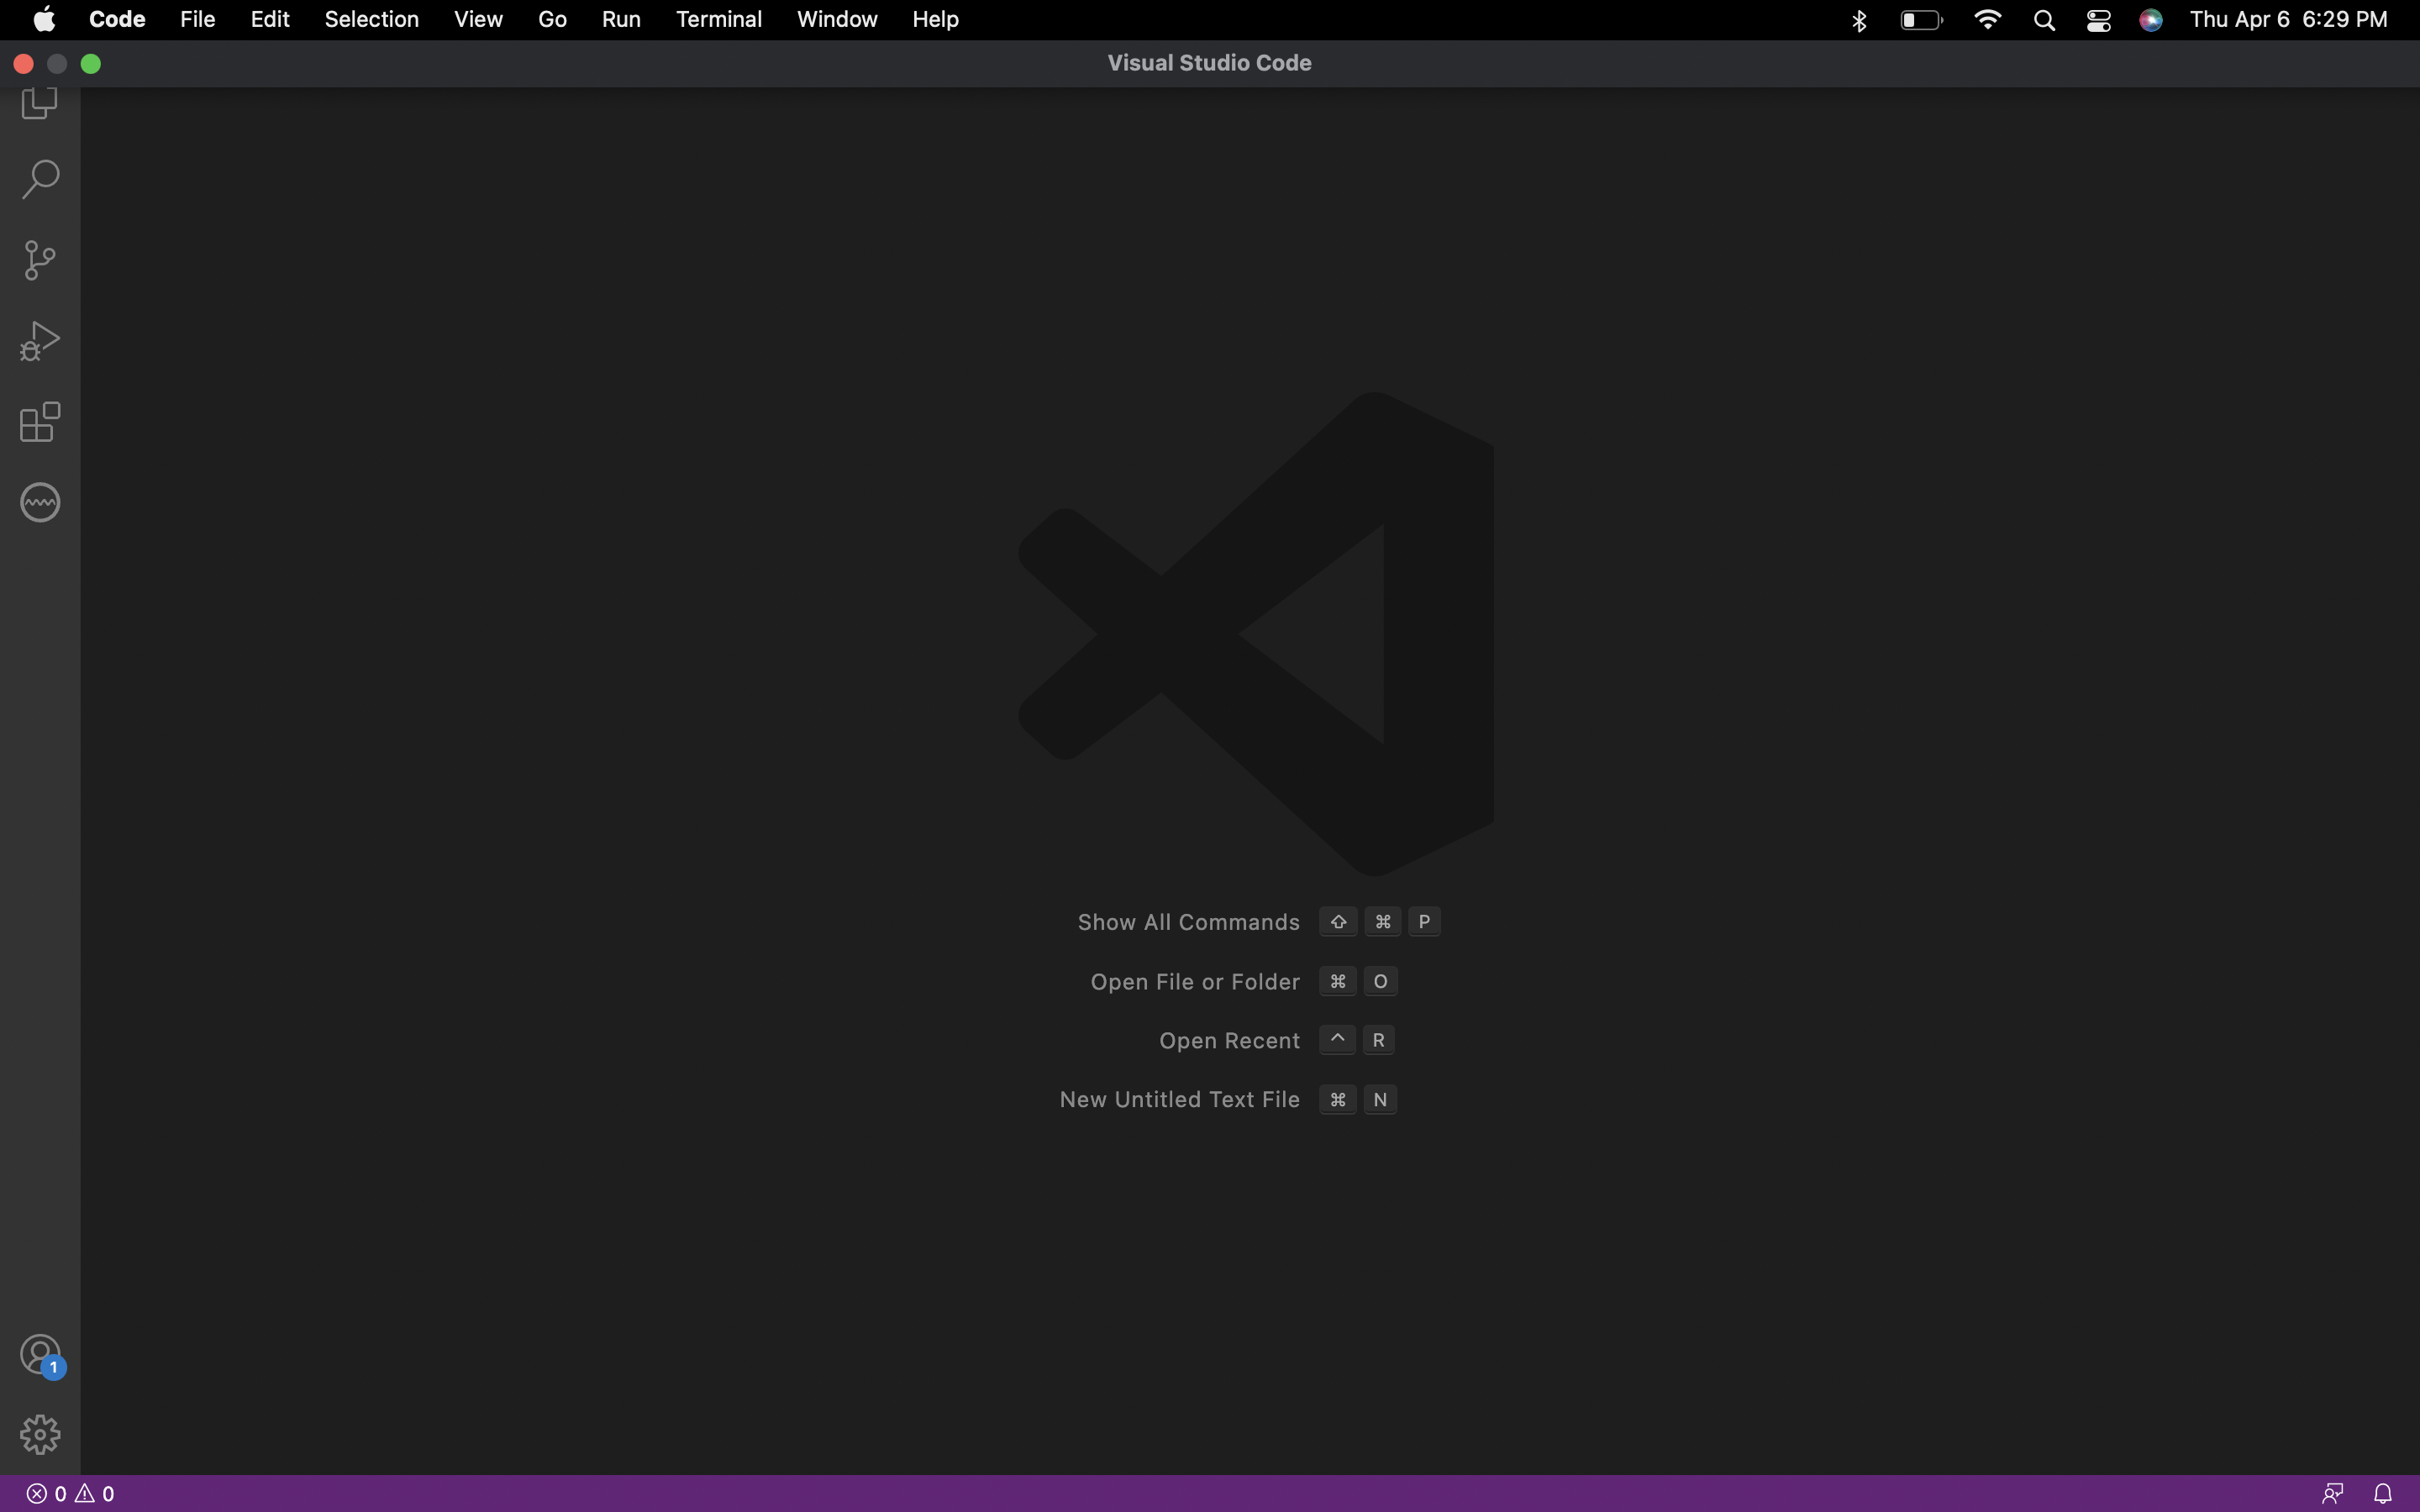 Code File Edit Selection View Go Run Terminal Window Help Thu Apr 6 6:29 PM
Visual Studio Code
Show All Commands ⇧ ⌘ P
Open File or Folder ⌘ O
Open Recent ^ R
New Untitled Text File ⌘ N
1
0 0